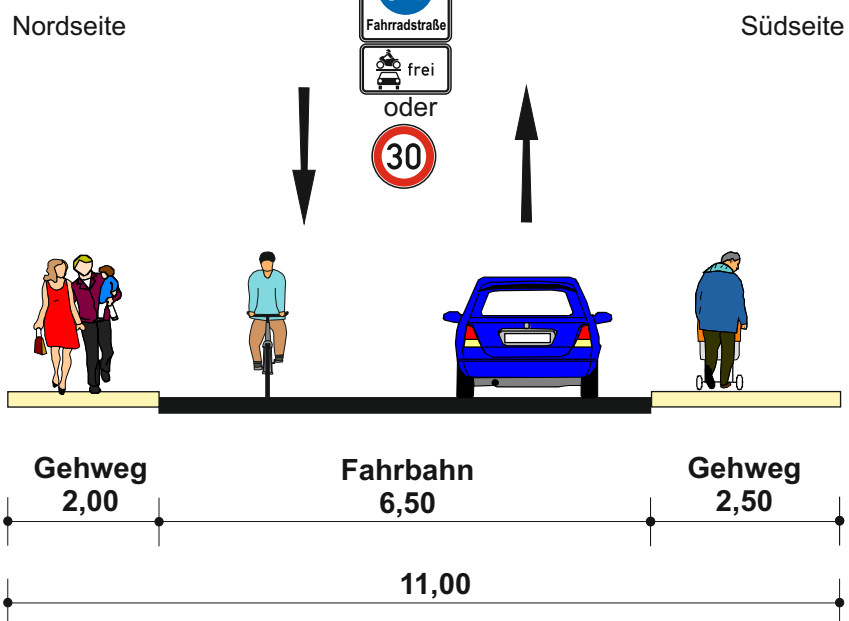 Nordseite
Südseite
Fahrradstraße
frei
oder
30
Gehweg
2,00
Fahrbahn
6,50
Gehweg
2,50
11,00